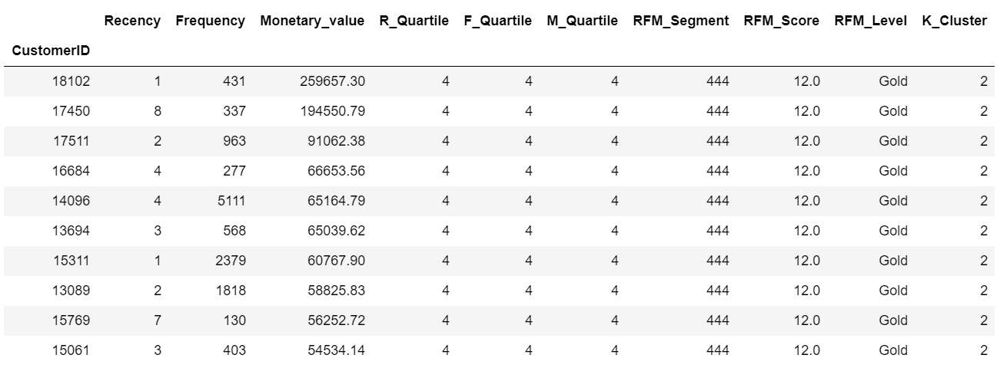 Recency Frequency Monetary_value R_Quartile F_Quartile M_Quartile RFM_Segment RFM_Score RFM_Level K_Cluster
CustomerID
18102 1 431 259657.30 4 4 4 444 12.0 Gold 2
17450 8 337 194550.79 4 4 4 444 12.0 Gold 2
17511 2 963 91062.38 4 4 4 444 12.0 Gold 2
16684 4 277 66653.56 4 4 4 444 12.0 Gold 2
14096 4 5111 65164.79 4 4 4 444 12.0 Gold 2
13694 3 568 65039.62 4 4 4 444 12.0 Gold 2
15311 1 2379 60767.90 4 4 4 444 12.0 Gold 2
13089 2 1818 58825.83 4 4 4 444 12.0 Gold 2
15769 7 130 56252.72 4 4 4 444 12.0 Gold 2
15061 3 403 54534.14 4 4 4 444 12.0 Gold 2